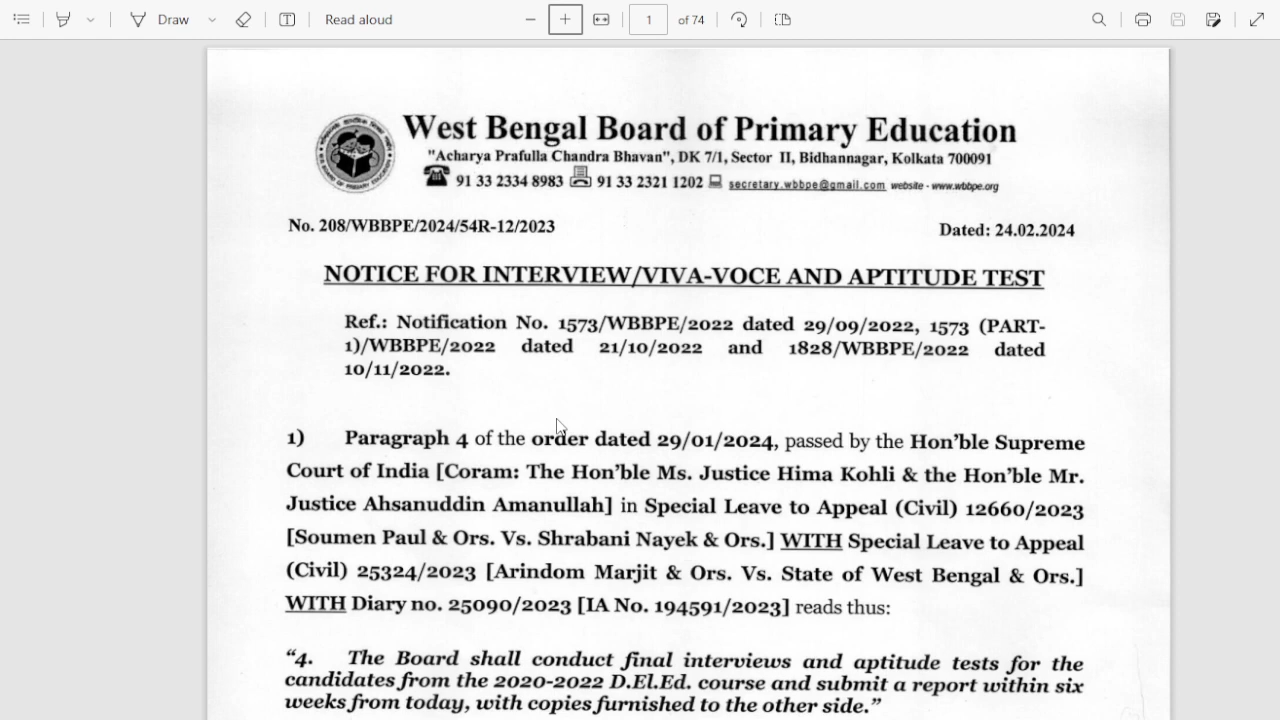 Draw
Read aloud
1 of 74
West Bengal Board of Primary Education
"Acharya Prafulla Chandra Bhavan", DK 7/1, Sector II, Bidhannagar, Kolkata 700091
91 33 2334 8983 91 33 2321 1202 secretary.wbbpe@gmail.com website - www.wbbpe.org
No. 208/WBBPE/2024/54R-12/2023
Dated: 24.02.2024
NOTICE FOR INTERVIEW/VIVA-VOCE AND APTITUDE TEST
Ref.: Notification No. 1573/WBBPE/2022 dated 29/09/2022, 1573 (PART-
1)/WBBPE/2022 dated 21/10/2022 and 1828/WBBPE/2022 dated
10/11/2022.
1) Paragraph 4 of the order dated 29/01/2024, passed by the Hon’ble Supreme
Court of India [Coram: The Hon’ble Ms. Justice Hima Kohli & the Hon’ble Mr.
Justice Ahsanuddin Amanullah] in Special Leave to Appeal (Civil) 12660/2023
[Soumen Paul & Ors. Vs. Shrabani Nayek & Ors.] WITH Special Leave to Appeal
(Civil) 25324/2023 [Arindom Marjit & Ors. Vs. State of West Bengal & Ors.]
WITH Diary no. 25090/2023 [IA No. 194591/2023] reads thus:
“4. The Board shall conduct final interviews and aptitude tests for the
candidates from the 2020-2022 D.El.Ed. course and submit a report within six
weeks from today, with copies furnished to the other side.”